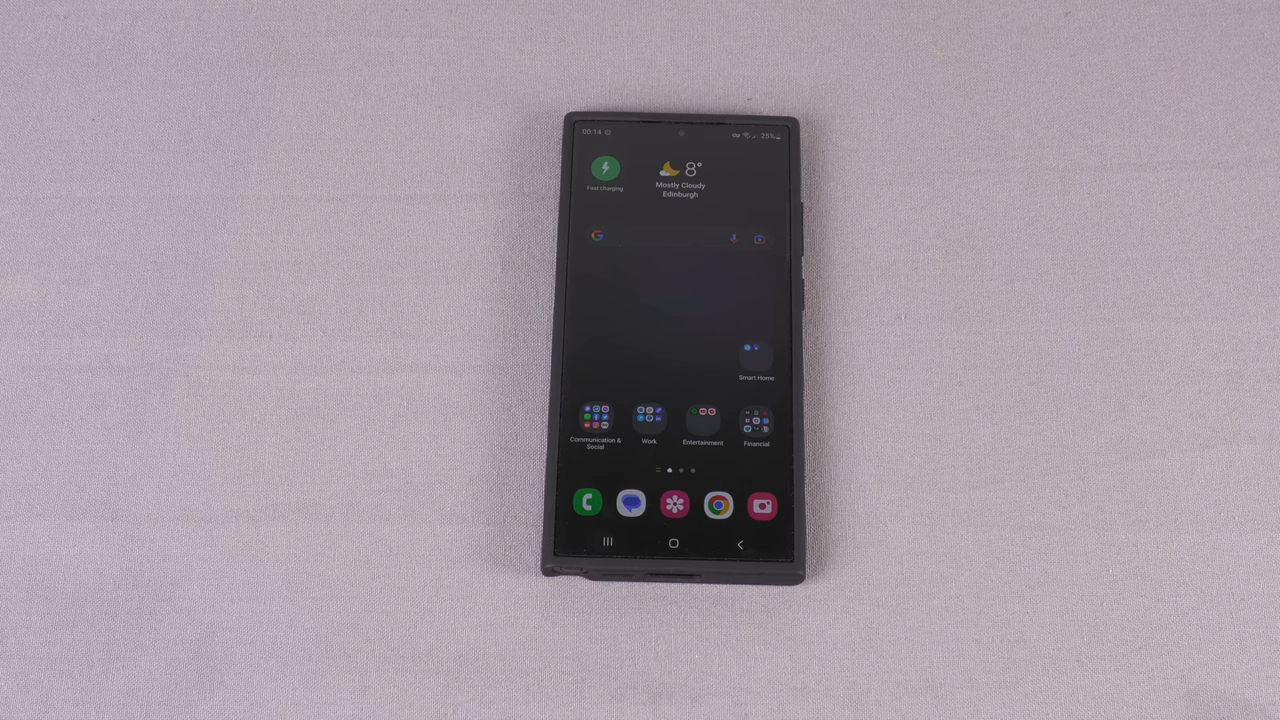 00:14
25%
8°
Fast charging
Mostly Cloudy
Edinburgh
Smart Home
Communication &
Social
Work
Entertainment
Financial